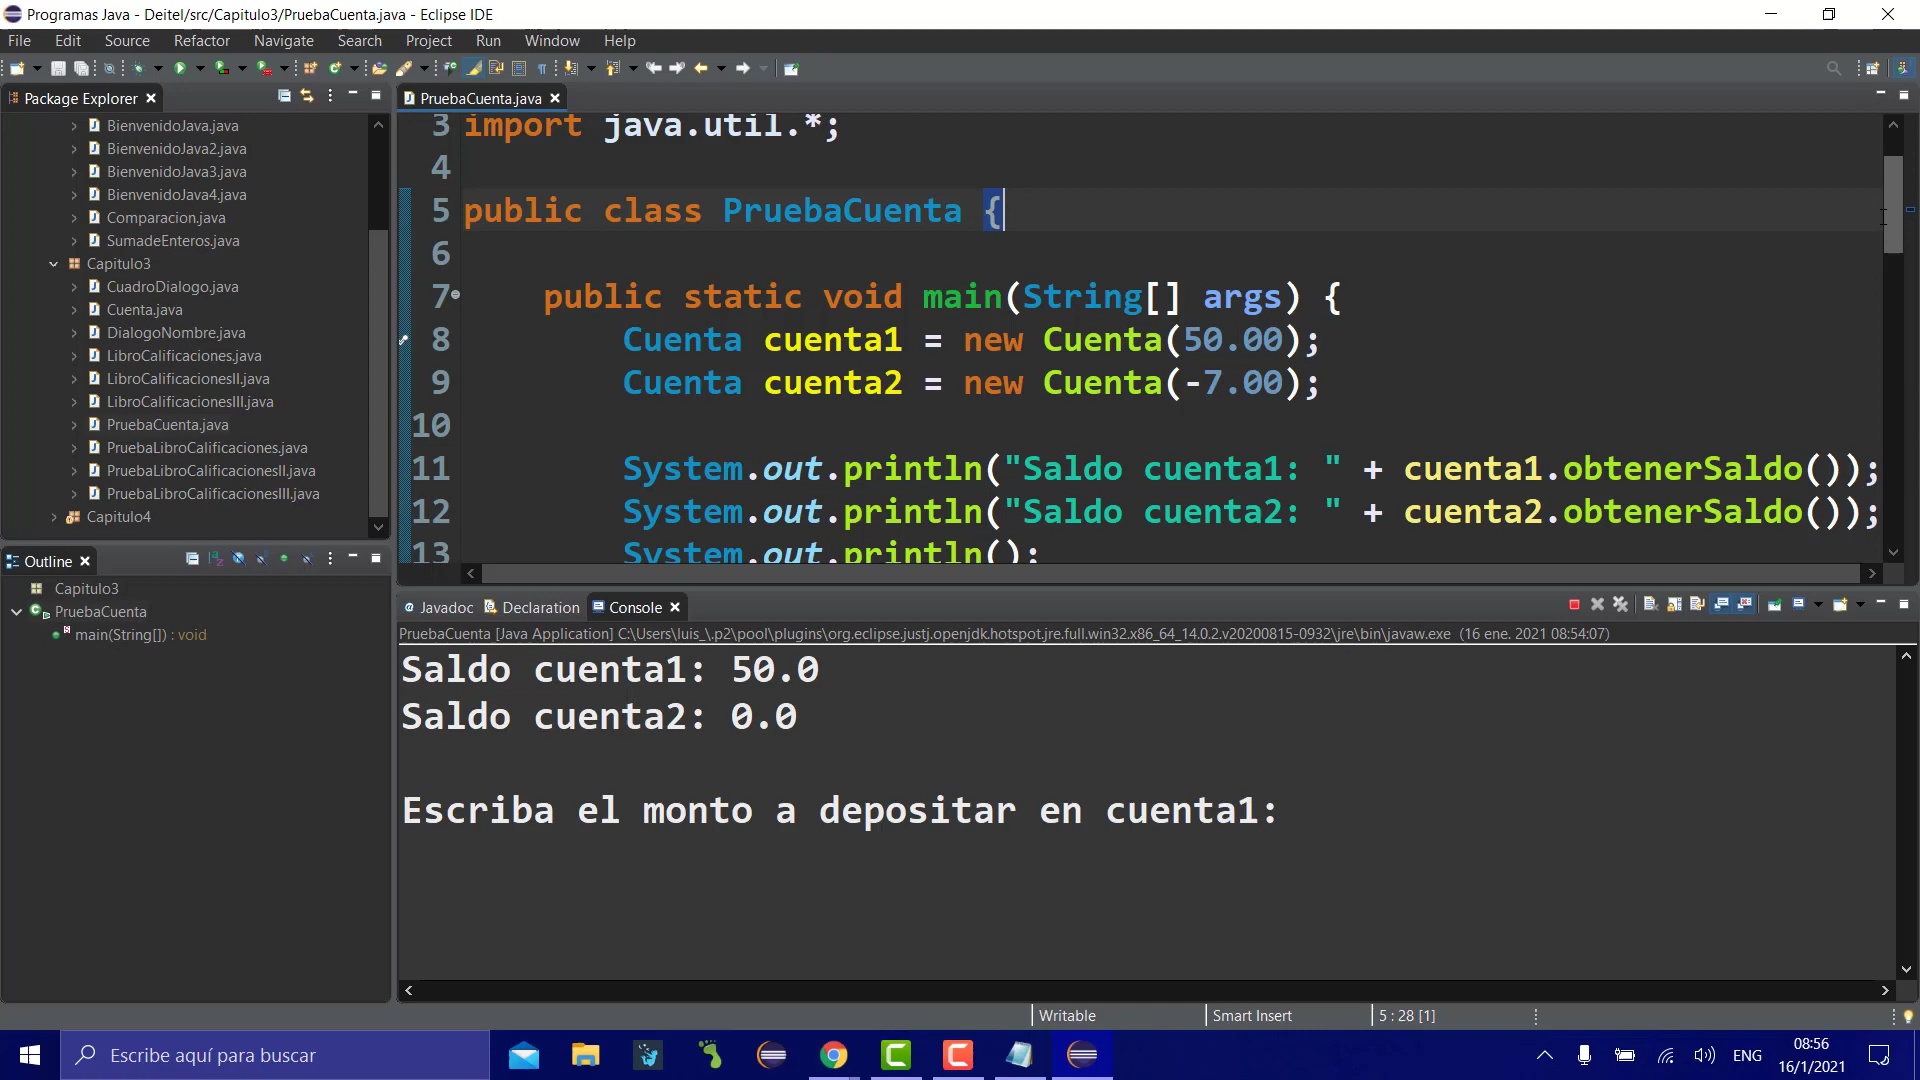 Programas Java - Deitel/src/Capitulo3/PruebaCuenta.java - Eclipse IDE
File Edit Source Refactor Navigate Search Project Run Window Help
Package Explorer
BienvenidoJava.java
BienvenidoJava2.java
BienvenidoJava3.java
BienvenidoJava4.java
Comparacion.java
SumadeEnteros.java
Capitulo3
CuadroDialogo.java
Cuenta.java
DialogoNombre.java
LibroCalificaciones.java
LibroCalificacionesII.java
LibroCalificacionesIII.java
PruebaCuenta.java
PruebaLibroCalificaciones.java
PruebaLibroCalificacionesII.java
PruebaLibroCalificacionesIII.java
Capitulo4
Outline
Capitulo3
PruebaCuenta
main(String[]) : void
PruebaCuenta.java
3 import java.util.*;
4
5 public class PruebaCuenta {
6
7 public static void main(String[] args) {
8 Cuenta cuenta1 = new Cuenta(50.00);
9 Cuenta cuenta2 = new Cuenta(-7.00);
10
11 System.out.println("Saldo cuenta1: " + cuenta1.obtenerSaldo());
12 System.out.println("Saldo cuenta2: " + cuenta2.obtenerSaldo());
13 System.out.println();
Javadoc Declaration Console
PruebaCuenta [Java Application] C:\Users\luis_\.p2\pool\plugins\org.eclipse.justj.openjdk.hotspot.jre.full.win32.x86_64_14.0.2.v20200815-0932\jre\bin\javaw.exe (16 ene. 2021 08:54:07)
Saldo cuenta1: 50.0
Saldo cuenta2: 0.0
Escriba el monto a depositar en cuenta1:
Writable Smart Insert 5 : 28 [1]
Escribe aquí para buscar
ENG
08:56
16/1/2021